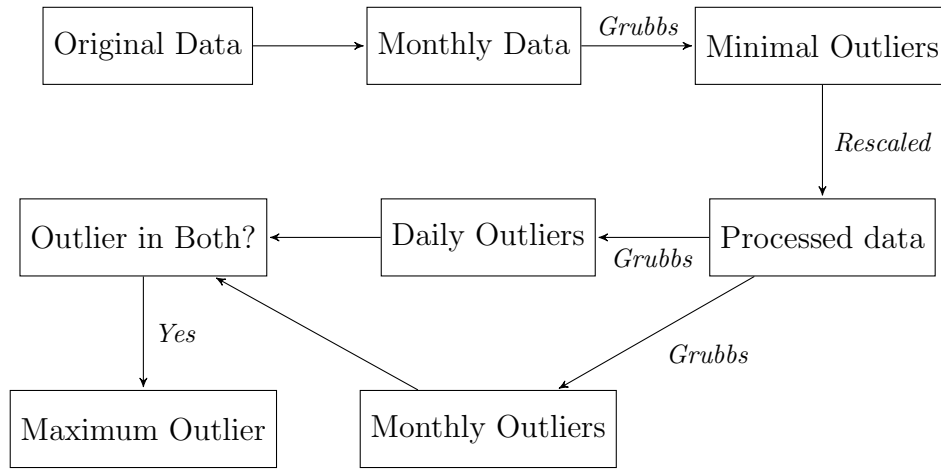 Original Data
Monthly Data
Grubbs
Minimal Outliers
Rescaled
Outlier in Both?
Daily Outliers
Grubbs
Processed data
Yes
Grubbs
Maximum Outlier
Monthly Outliers